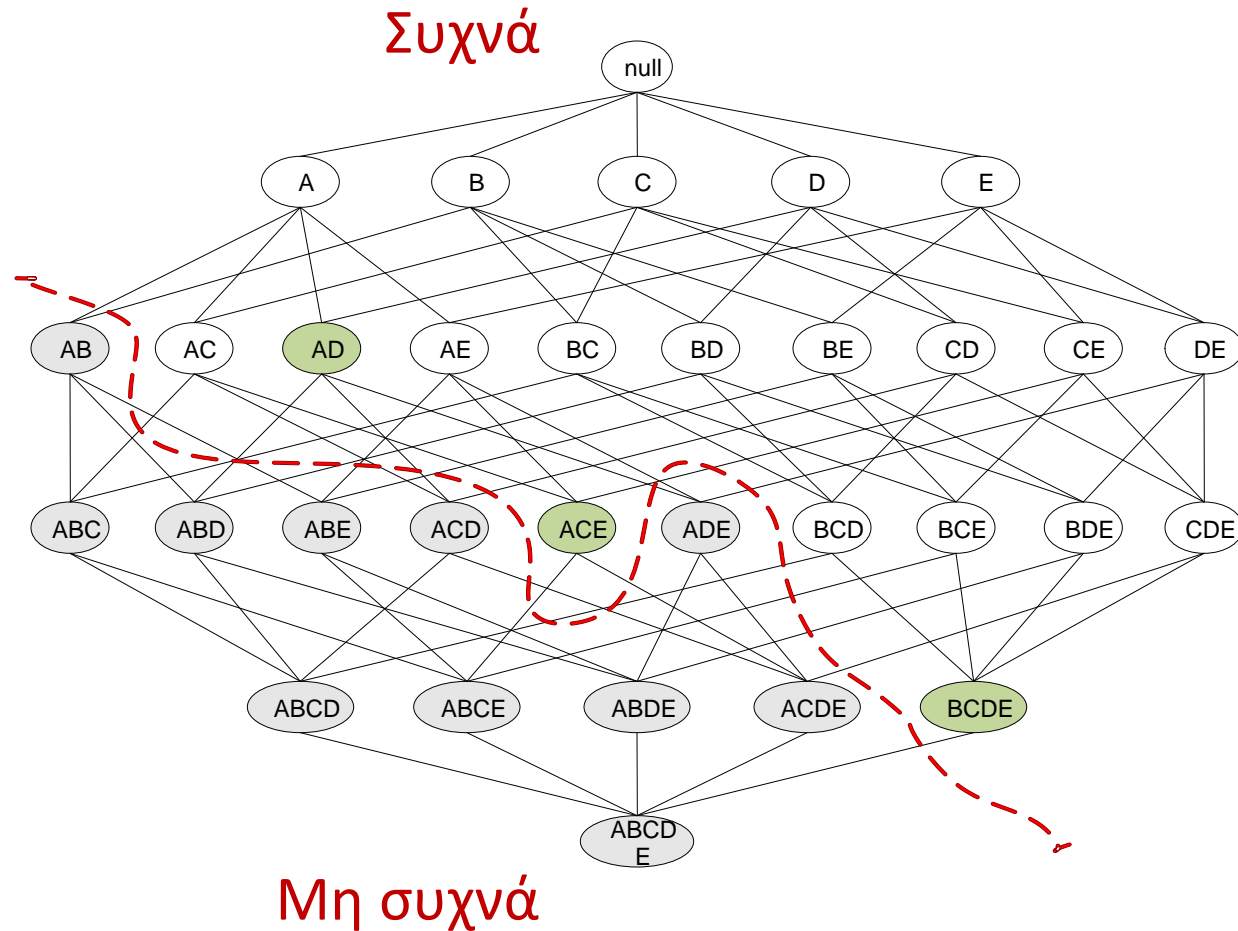 Συχνά
null
A B C D E
AB AC AD AE BC BD BE CD CE DE
ABC ABD ABE ACD ACE ADE BCD BCE BDE CDE
ABCD ABCE ABDE ACDE BCDE
ABCD
E
Μη συχνά